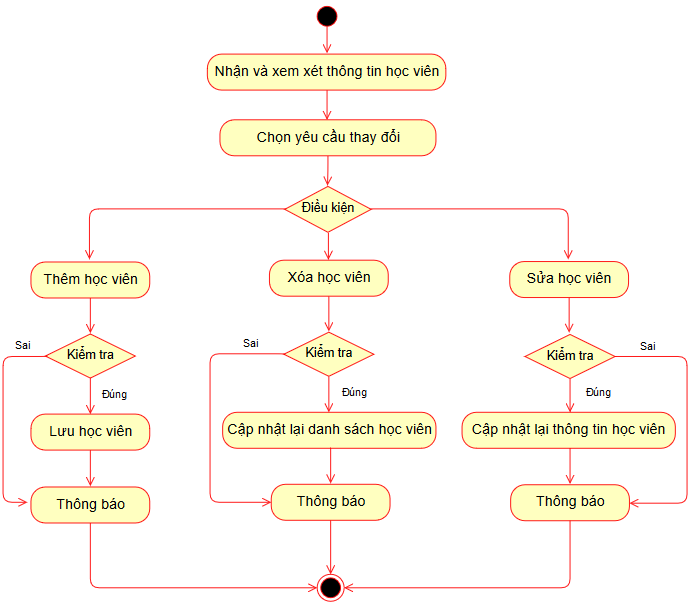 Nhận và xem xét thông tin học viên
Chọn yêu cầu thay đổi
Điều kiện
Thêm học viên
Xóa học viên
Sửa học viên
Sai
Kiểm tra
Sai
Kiểm tra
Kiểm tra
Sai
Đúng
Đúng
Đúng
Lưu học viên
Cập nhật lại danh sách học viên
Cập nhật lại thông tin học viên
Thông báo
Thông báo
Thông báo